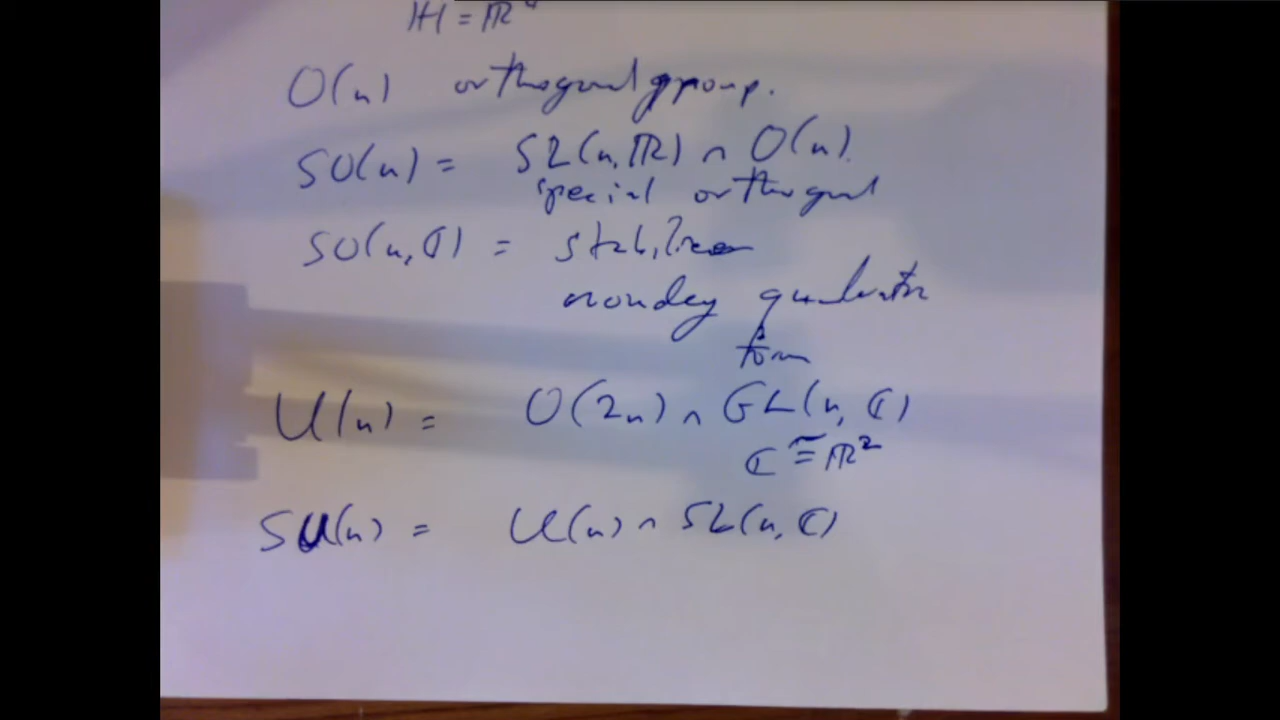 ℍ = ℝ⁴
O(n) orthogonal group.
SO(n) = SL(n, ℝ) ∩ O(n).
special orthogonal
SO(n, ℂ) = stabilizer
nondeg quadratic
form
U(n) = O(2n) ∩ GL(n, ℂ)
ℂ ≅ ℝ²
SU(n) = U(n) ∩ SL(n, ℂ)